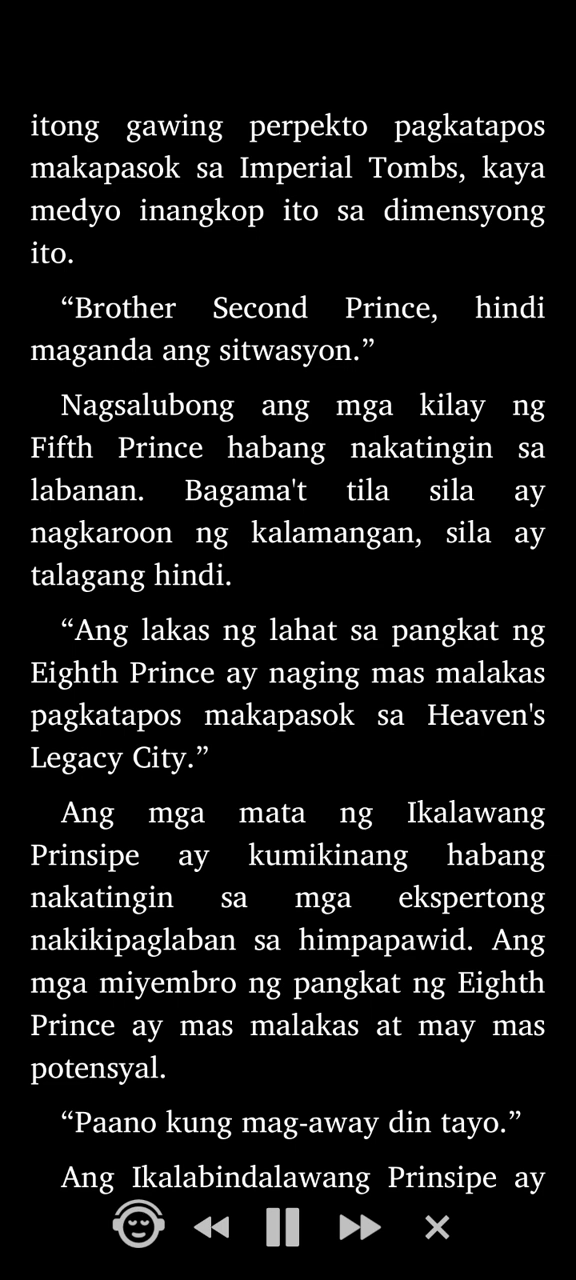 itong gawing perpekto pagkatapos
makapasok sa Imperial Tombs, kaya
medyo inangkop ito sa dimensyong
ito.
“Brother Second Prince, hindi
maganda ang sitwasyon.”
Nagsalubong ang mga kilay ng
Fifth Prince habang nakatingin sa
labanan. Bagama't tila sila ay
nagkaroon ng kalamangan, sila ay
talagang hindi.
“Ang lakas ng lahat sa pangkat ng
Eighth Prince ay naging mas malakas
pagkatapos makapasok sa Heaven's
Legacy City.”
Ang mga mata ng Ikalawang
Prinsipe ay kumikinang habang
nakatingin sa mga ekspertong
nakikipaglaban sa himpapawid. Ang
mga miyembro ng pangkat ng Eighth
Prince ay mas malakas at may mas
potensyal.
“Paano kung mag-away din tayo.”
Ang Ikalabindalawang Prinsipe ay